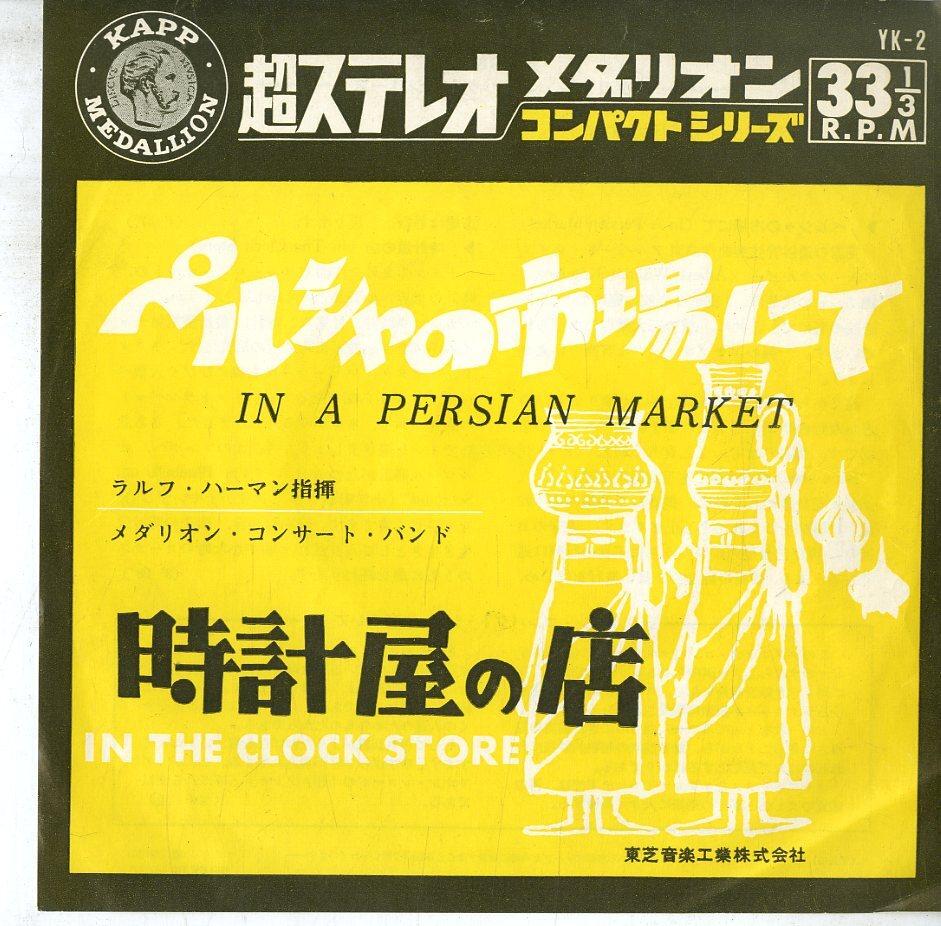 KAPP
MEDALLION
超ステレオ
メダリオン
コンパクト シリーズ
YK-2
33 1/3
R.P.M
ペルシャの市場にて
IN A PERSIAN MARKET
ラルフ・ハーマン指揮
メダリオン・コンサート・バンド
時計屋の店
IN THE CLOCK STORE
東芝音楽工業株式会社